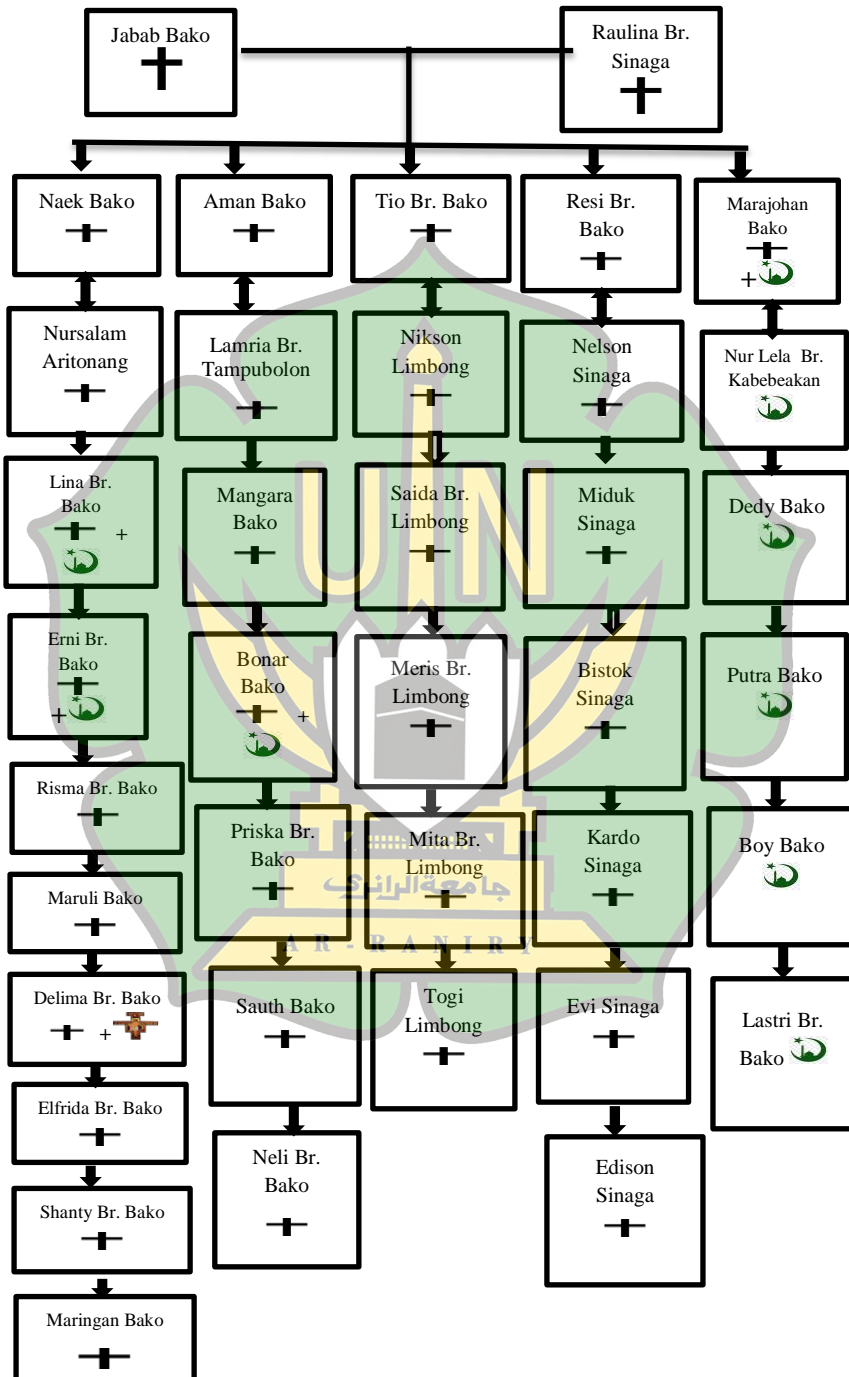 Jabab Bako
Raulina Br.
Sinaga
Naek Bako
Aman Bako
Tio Br. Bako
Resi Br.
Bako
Marajohan
Bako
+
Nursalam
Aritonang
Lamria Br.
Tampubolon
Nikson
Limbong
Nelson
Sinaga
Nur Lela Br.
Kabebeakan
Lina Br.
Bako
+
Mangara
Bako
Saida Br.
Limbong
Miduk
Sinaga
Dedy Bako
UIN
Erni Br.
Bako
+
Bonar
Bako
+
Meris Br.
Limbong
Bistok
Sinaga
Putra Bako
Risma Br. Bako
Priska Br.
Bako
Mita Br.
Limbong
Kardo
Sinaga
Boy Bako
جامعة الرانري
Maruli Bako
AR-RANIRY
Delima Br. Bako
+
Sauth Bako
Togi
Limbong
Evi Sinaga
Lastri Br.
Bako
Elfrida Br. Bako
Neli Br.
Bako
Edison
Sinaga
Shanty Br. Bako
Maringan Bako